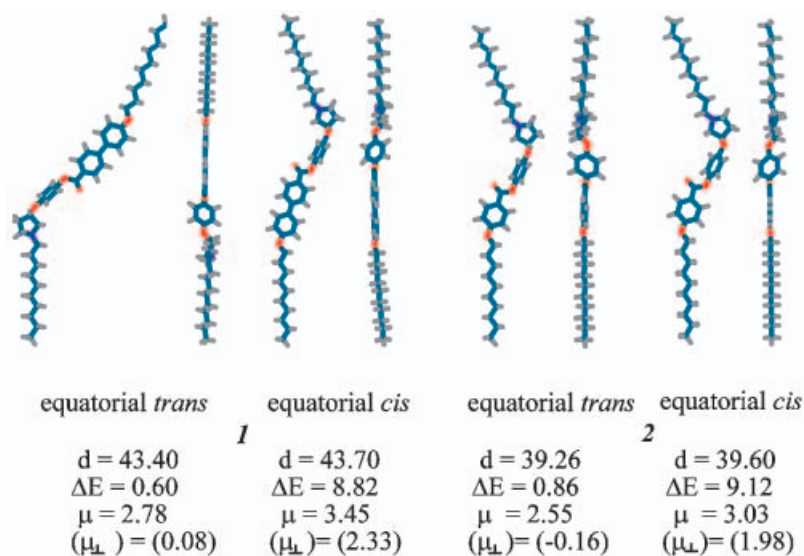 equatorial trans equatorial cis equatorial trans equatorial cis
1 2
d = 43.40 d = 43.70 d = 39.26 d = 39.60
ΔE = 0.60 ΔE = 8.82 ΔE = 0.86 ΔE = 9.12
μ = 2.78 μ = 3.45 μ = 2.55 μ = 3.03
(μ⊥ ) = (0.08) (μ⊥ )= (2.33) (μ⊥ )= (-0.16) (μ⊥ )= (1.98)